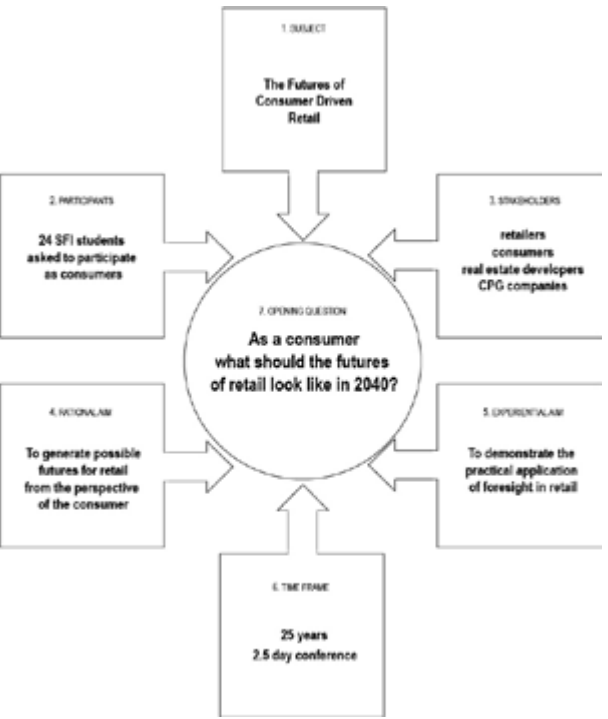 1. SUBJECT
The Futures of
Consumer Driven
Retail
2. PARTICIPANTS
24 SFI students
asked to participate
as consumers
3. STAKEHOLDERS
retailers
consumers
real estate developers
CPG companies
7. OPENING QUESTION
As a consumer
what should the futures
of retail look like in 2040?
4. RATIONAL AIM
To generate possible
futures for retail
from the perspective
of the consumer
5. EXPERIENTIAL AIM
To demonstrate the
practical application
of foresight in retail
6. TIME FRAME
25 years
2.5 day conference